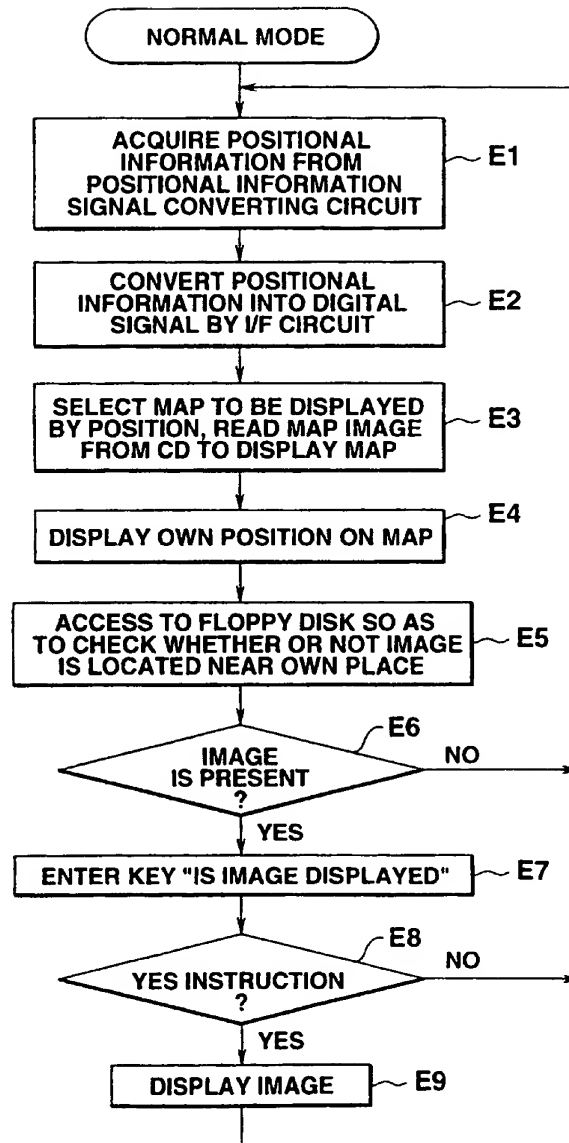 NORMAL MODE
ACQUIRE POSITIONAL
INFORMATION FROM
POSITIONAL INFORMATION
SIGNAL CONVERTING CIRCUIT
E1
CONVERT POSITIONAL
INFORMATION INTO DIGITAL
SIGNAL BY I/F CIRCUIT
E2
SELECT MAP TO BE DISPLAYED
BY POSITION, READ MAP IMAGE
FROM CD TO DISPLAY MAP
E3
DISPLAY OWN POSITION ON MAP
E4
ACCESS TO FLOPPY DISK SO AS
TO CHECK WHETHER OR NOT IMAGE
IS LOCATED NEAR OWN PLACE
E5
IMAGE
IS PRESENT
?
E6
NO
YES
ENTER KEY "IS IMAGE DISPLAYED"
E7
YES INSTRUCTION
?
E8
NO
YES
DISPLAY IMAGE
E9